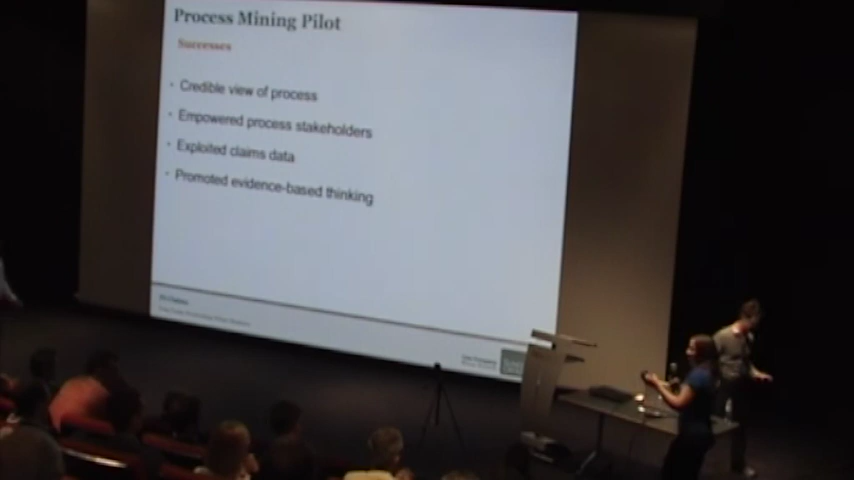 Process Mining Pilot
Successes
• Credible view of process
• Empowered process stakeholders
• Exploited claims data
• Promoted evidence-based thinking